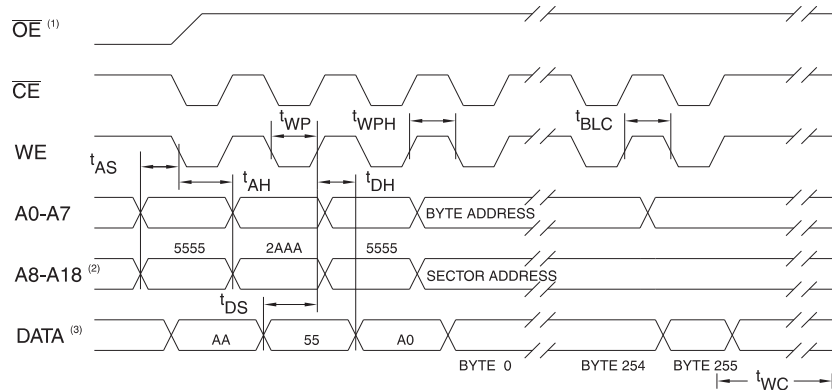 OE (1)
CE
tWP tWPH tBLC
WE
tAS
tAH tDH
A0-A7 BYTE ADDRESS
5555 2AAA 5555
A8-A18 (2) SECTOR ADDRESS
tDS
DATA (3) AA 55 A0
BYTE 0 BYTE 254 BYTE 255
tWC